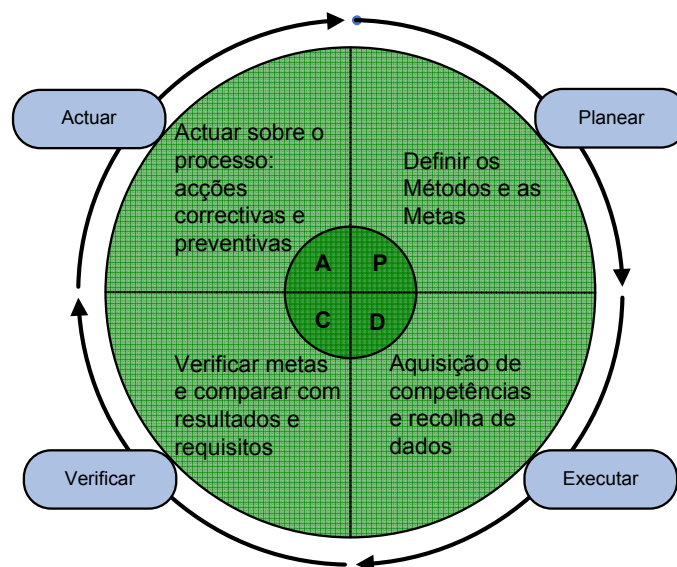 Actuar
Planear
Actuar sobre o
processo:
acções
correctivas e
preventivas
Definir os
Métodos e as
Metas
A
P
C
D
Verificar metas
e comparar com
resultados e
requisitos
Aquisição de
competências
e recolha de
dados
Verificar
Executar